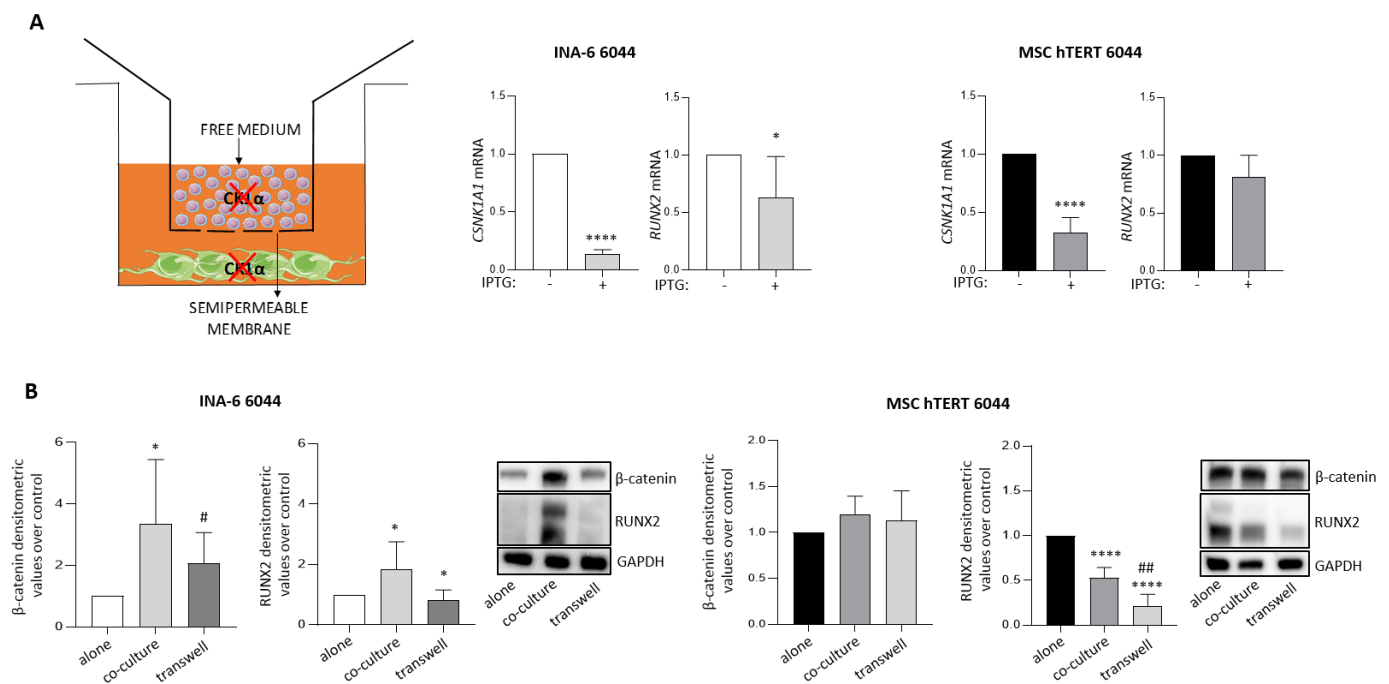 A
FREE MEDIUM
CK1α
CK1α
SEMIPERMEABLE
MEMBRANE
INA-6 6044
CSNK1A1 mRNA
1.5
1.0
0.5
0.0
****
IPTG:
-
+
RUNX2 mRNA
1.5
1.0
0.5
0.0
*
IPTG:
-
+
MSC hTERT 6044
CSNK1A1 mRNA
1.5
1.0
0.5
0.0
****
IPTG:
-
+
RUNX2 mRNA
1.5
1.0
0.5
0.0
IPTG:
-
+
B
INA-6 6044
β-catenin densitometric
values over control
6
4
2
0
*
#
alone
co-culture
transwell
RUNX2 densitometric
values over control
6
4
2
0
*
*
alone
co-culture
transwell
β-catenin
RUNX2
GAPDH
alone
co-culture
transwell
MSC hTERT 6044
β-catenin densitometric
values over control
2.0
1.5
1.0
0.5
0.0
alone
co-culture
transwell
RUNX2 densitometric
values over control
2.0
1.5
1.0
0.5
0.0
****
##
****
alone
co-culture
transwell
β-catenin
RUNX2
GAPDH
alone
co-culture
transwell